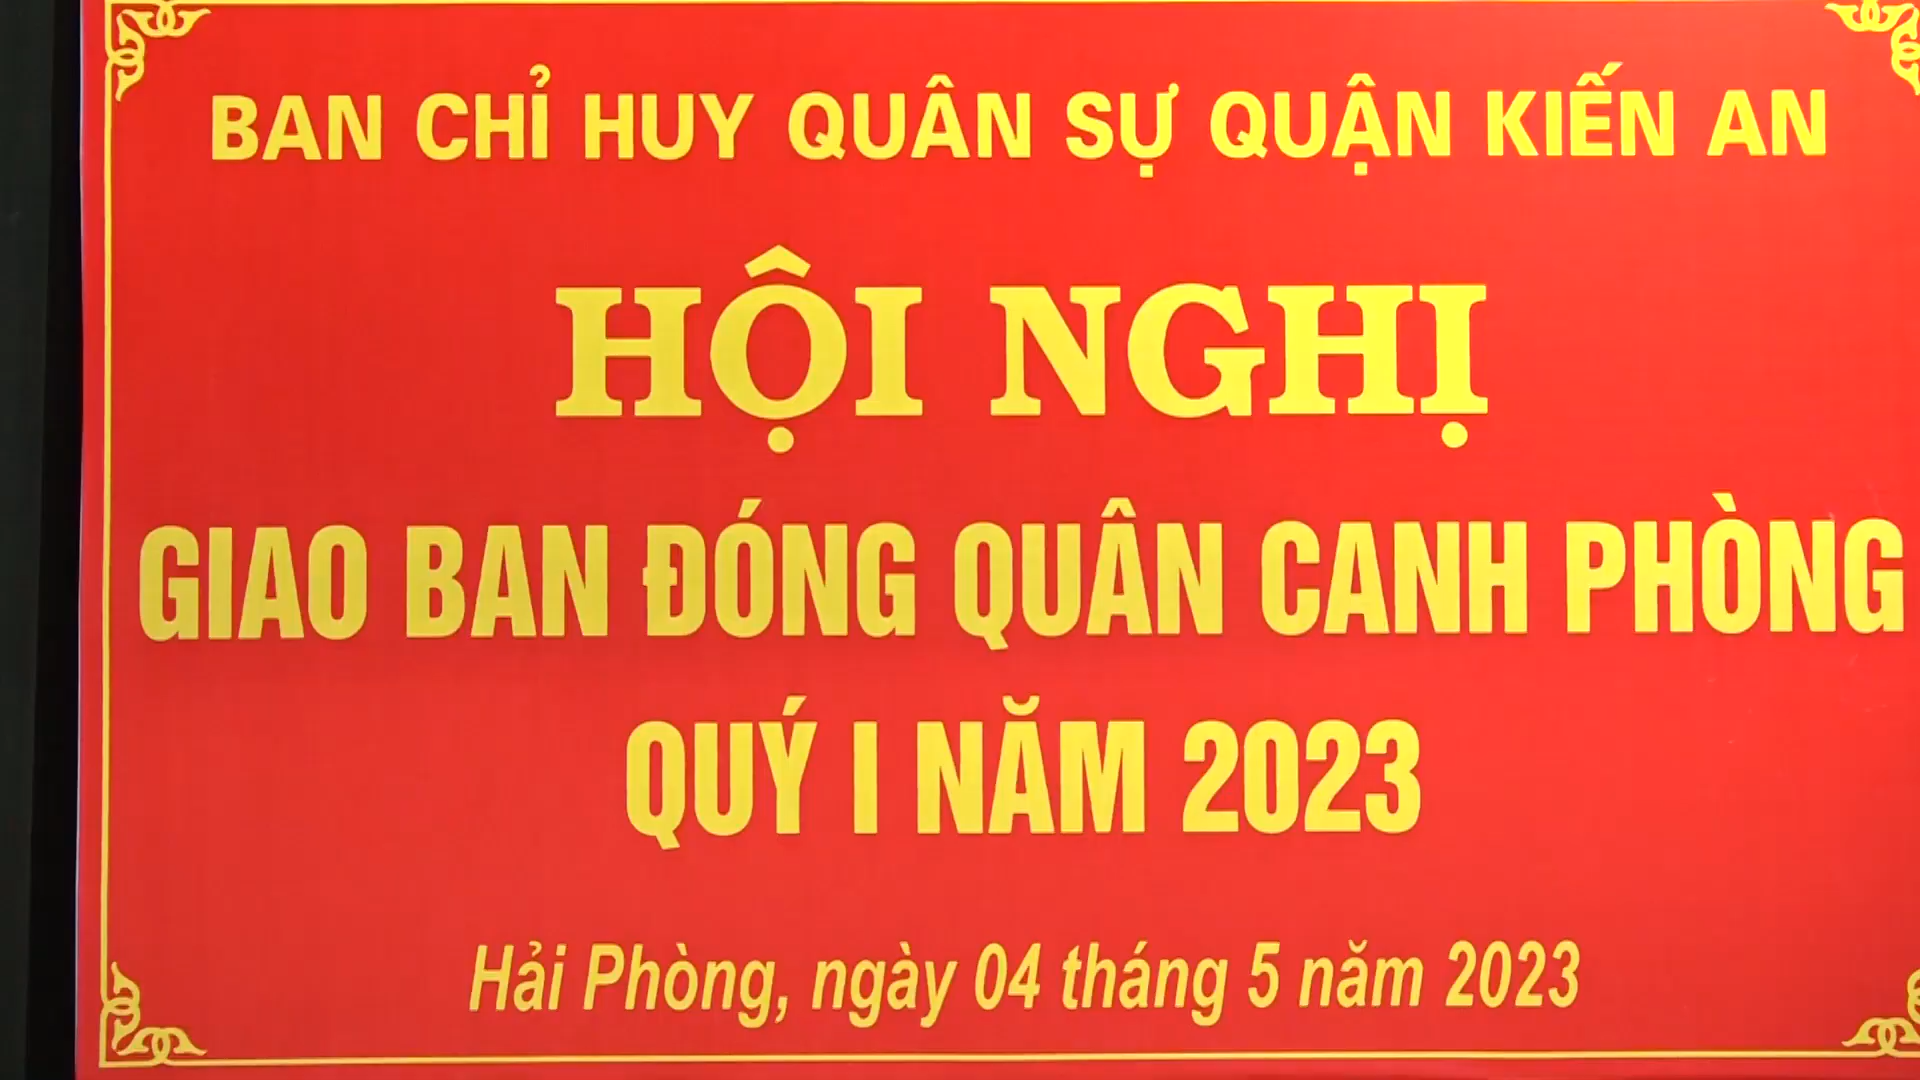 BAN CHỈ HUY QUÂN SỰ QUẬN KIẾN AN
HỘI NGHỊ
GIAO BAN ĐÓNG QUÂN CANH PHÒNG
QUÝ I NĂM 2023
Hải Phòng, ngày 04 tháng 5 năm 2023